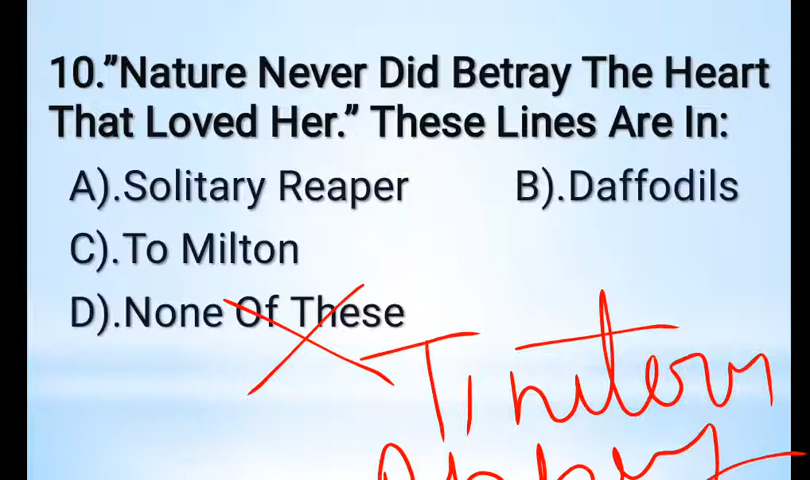 10."Nature Never Did Betray The Heart
That Loved Her." These Lines Are In:
A).Solitary Reaper B).Daffodils
C).To Milton
D).None Of These
Tintern
Abbey